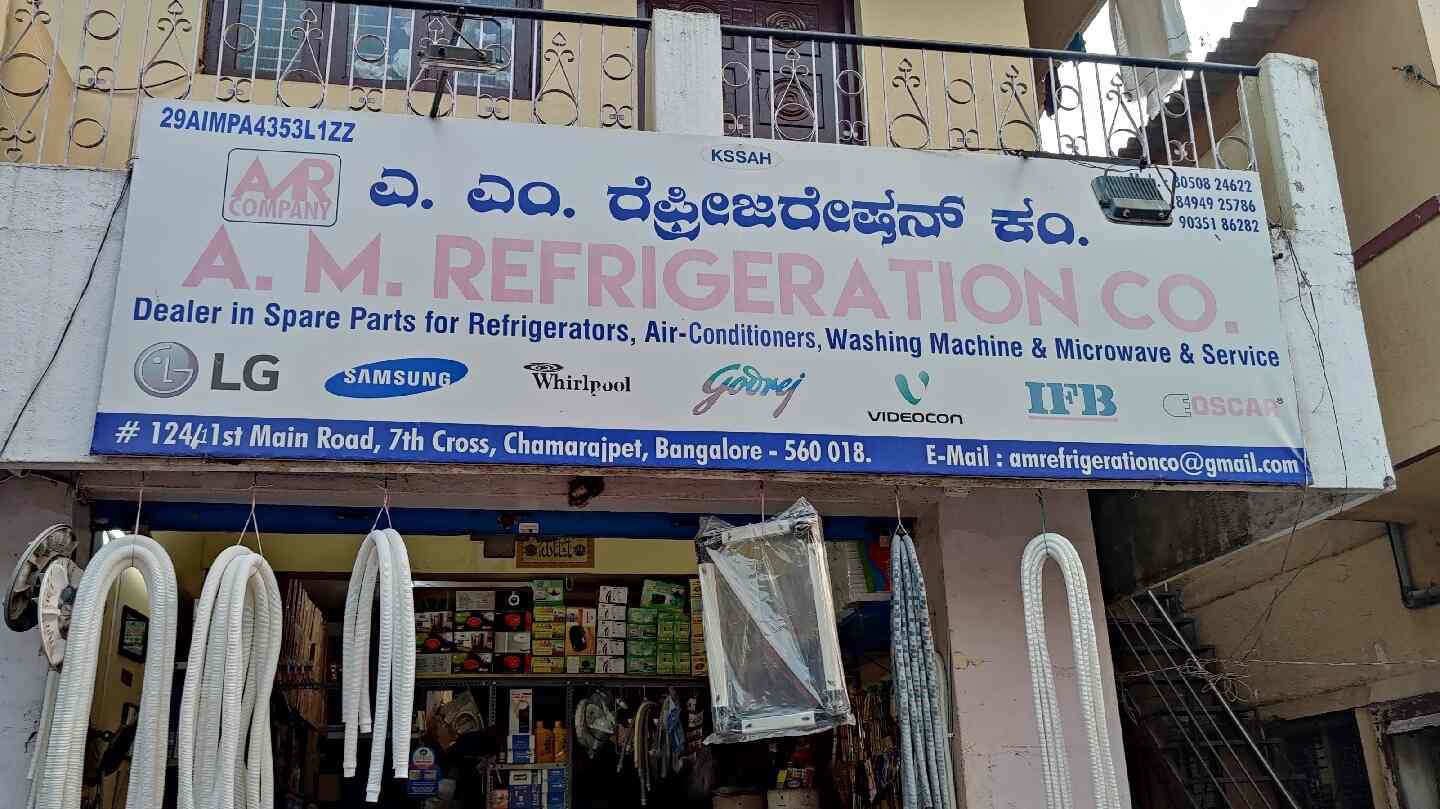 29AIMPA4353L1ZZ
KSSAH
AMR
COMPANY
ಎ. ಎಂ. ರೆಫ್ರೀಜರೇಷನ್ ಕಂ.
80508 24622
84949 25786
90351 86282
A. M. REFRIGERATION CO.
Dealer in Spare Parts for Refrigerators, Air-Conditioners, Washing Machine & Microwave & Service
LG SAMSUNG Whirlpool Godrej VIDEOCON IFB OSCAR
# 124/1 1st Main Road, 7th Cross, Chamarajpet, Bangalore - 560 018. E-Mail : amrefrigerationco@gmail.com